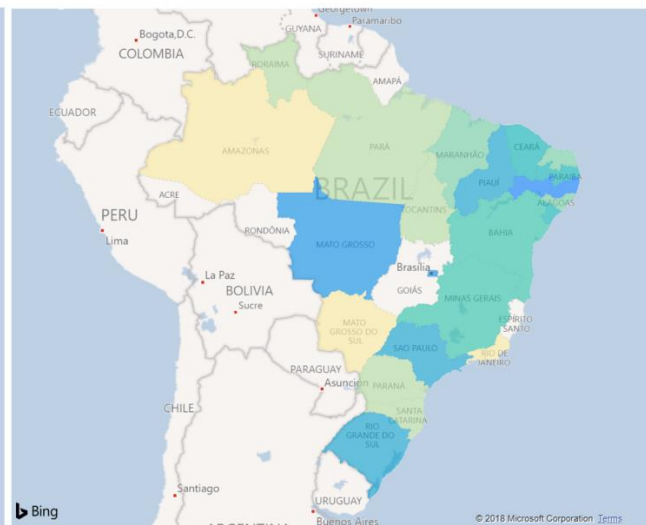 Georgetown
Bogota,D.C.
Paramaribo
GUYANA
COLOMBIA
SURINAME
RORAIMA
AMAPÁ
ECUADOR
AMAZONAS
PARÁ
MARANHÃO
CEARÁ
PARAÍBA
PIAUÍ
ACRE
BRAZIL
TOCANTINS
ALAGOAS
PERU
RONDÔNIA
MATO GROSSO
BAHIA
Lima
Brasília
La Paz
GOIÁS
BOLIVIA
MINAS GERAIS
Sucre
ESPÍRITO
SANTO
MATO
GROSSO DO
SUL
SAO PAULO
RIO DE
JANEIRO
PARAGUAY
Asuncion
PARANÁ
CHILE
SANTA
CATARINA
RIO
GRANDE DO
SUL
Santiago
URUGUAY
Bing
ARGENTINA
Buenos Aires
© 2018 Microsoft Corporation Terms